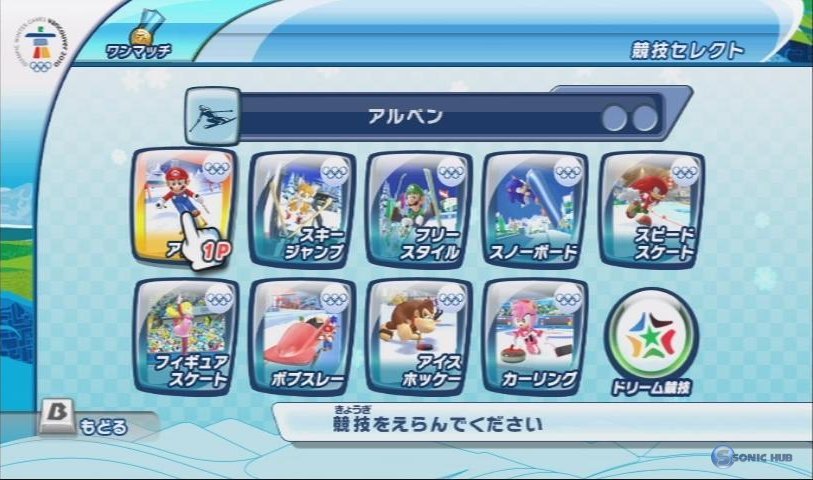 OLYMPIC WINTER GAMES
vancouver 2010
ワンマッチ
競技セレクト
アルペン
1P
スキー
ジャンプ
フリー
スタイル
スノーボード
スピード
スケート
フィギュア
スケート
ボブスレー
アイス
ホッケー
カーリング
ドリーム競技
B
もどる
きょうぎ
競技をえらんでください
SONIC HUB